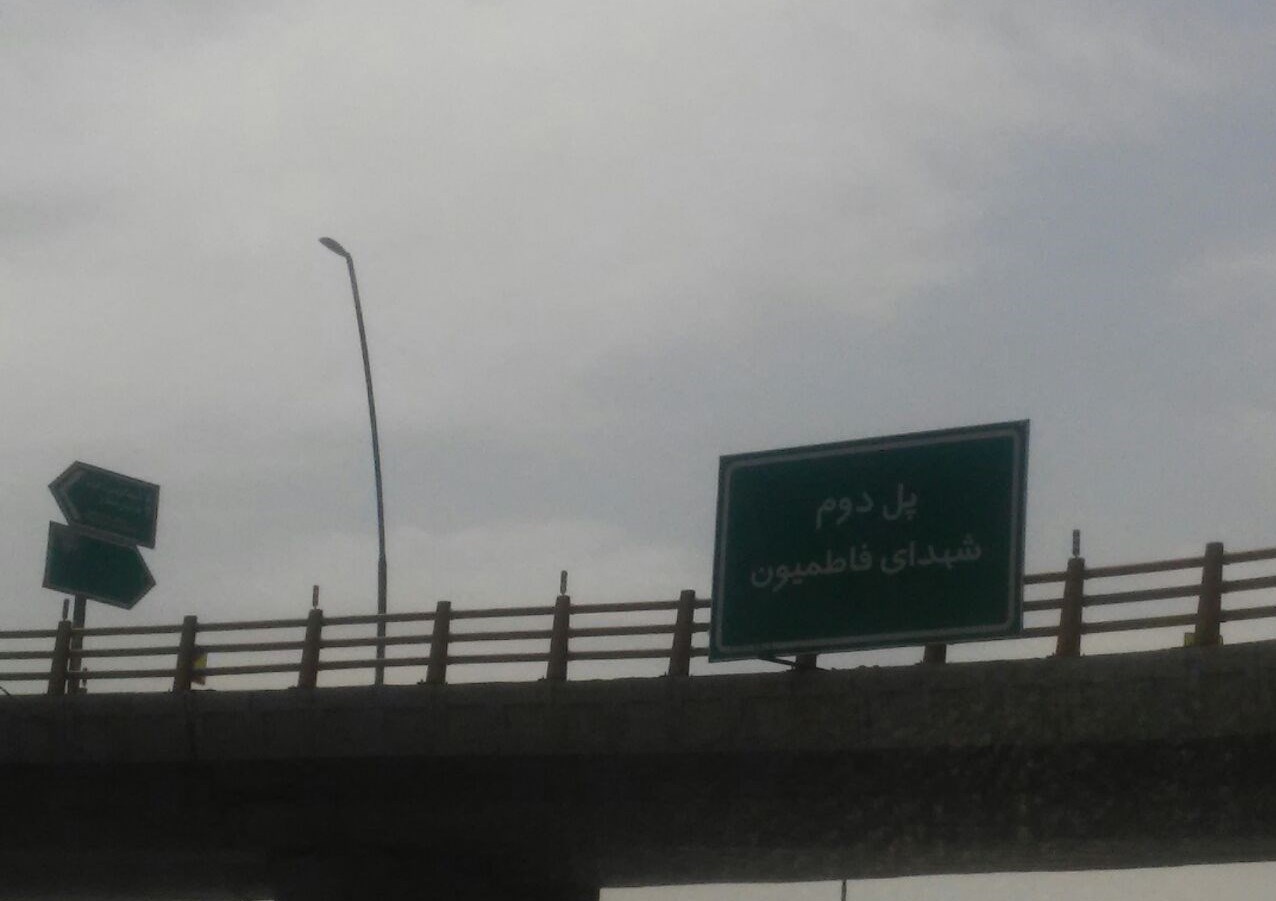 پل دوم
شهدای فاطمیون